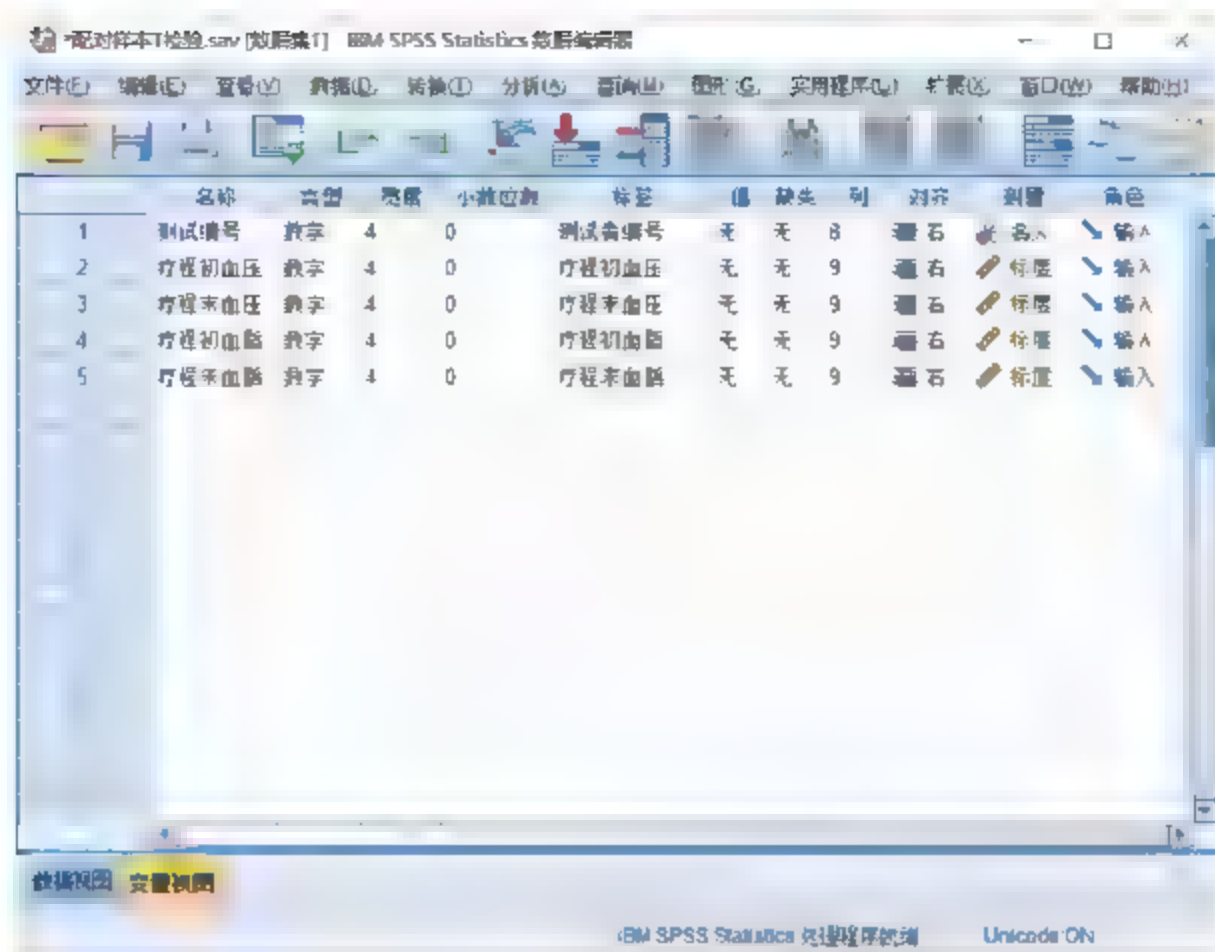 *配对样本T检验.sav [数据集1] - IBM SPSS Statistics 数据编辑器
文件(F) 编辑(E) 查看(V) 数据(D) 转换(T) 分析(A) 直销(M) 图形(G) 实用程序(U) 扩展(X) 窗口(W) 帮助(H)
名称 类型 宽度 小数位数 标签 值 缺失 列 对齐 测量 角色
1 测试编号 数字 4 0 测试者编号 无 无 8 右 名义 输入
2 疗程初血压 数字 4 0 疗程初血压 无 无 9 右 标度 输入
3 疗程末血压 数字 4 0 疗程末血压 无 无 9 右 标度 输入
4 疗程初血脂 数字 4 0 疗程初血脂 无 无 9 右 标度 输入
5 疗程末血脂 数字 4 0 疗程末血脂 无 无 9 右 标度 输入
数据视图 变量视图
IBM SPSS Statistics 处理程序就绪 Unicode:ON